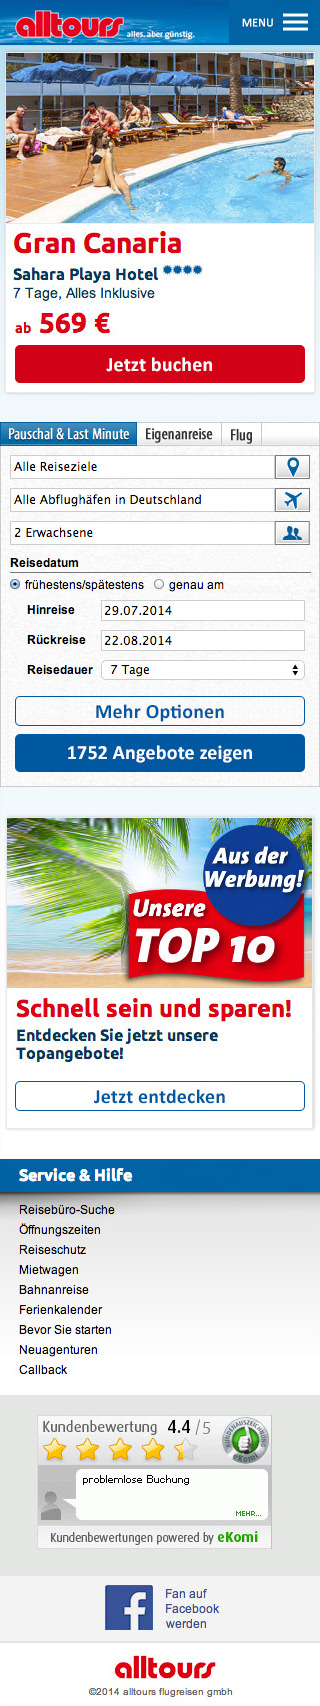 alltours alles. aber günstig. MENU
Gran Canaria
Sahara Playa Hotel
7 Tage, Alles Inklusive
ab 569 €
Jetzt buchen
Pauschal & Last Minute Eigenanreise Flug
Alle Reiseziele
Alle Abflughäfen in Deutschland
2 Erwachsene
Reisedatum
frühestens/spätestens genau am
Hinreise 29.07.2014
Rückreise 22.08.2014
Reisedauer 7 Tage
Mehr Optionen
1752 Angebote zeigen
Aus der
Werbung!
Unsere
TOP 10
Schnell sein und sparen!
Entdecken Sie jetzt unsere
Topangebote!
Jetzt entdecken
Service & Hilfe
Reisebüro-Suche
Öffnungszeiten
Reiseschutz
Mietwagen
Bahnanreise
Ferienkalender
Bevor Sie starten
Neuagenturen
Callback
Kundenbewertung 4.4 /5
KUNDENAUSZEICHNUNG
eKomi
problemlose Buchung
MEHR...
Kundenbewertungen powered by eKomi
Fan auf
Facebook
werden
alltours
©2014 alltours flugreisen gmbh